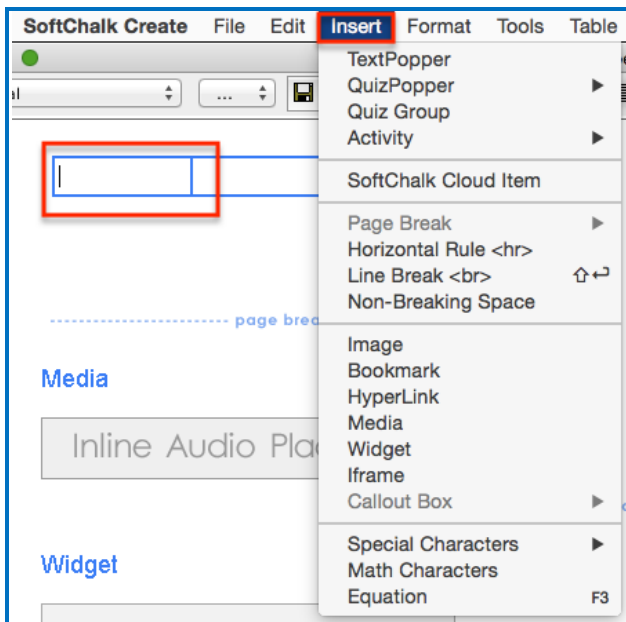 SoftChalk Create File Edit Insert Format Tools Table
...
TextPopper
QuizPopper
Quiz Group
Activity
SoftChalk Cloud Item
Page Break
Horizontal Rule <hr>
Line Break <br> ⇧↩
Non-Breaking Space
page brea
Image
Bookmark
HyperLink
Media
Widget
Iframe
Callout Box
Special Characters
Math Characters
Equation F3
Media
Inline Audio Pla
Widget